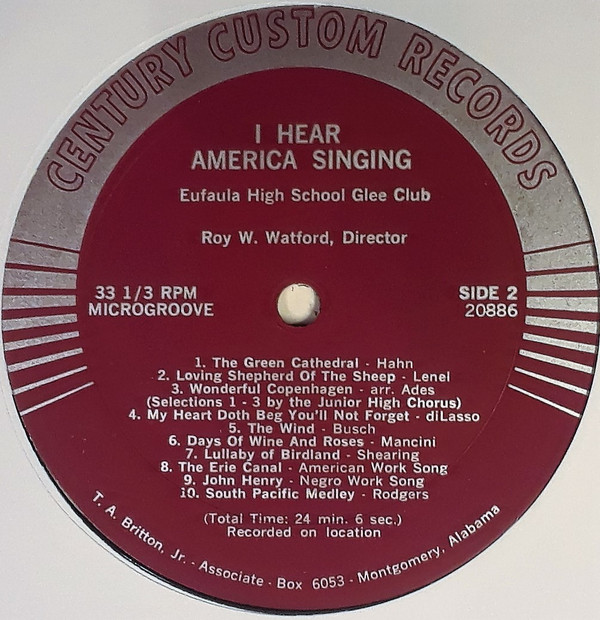 CENTURY CUSTOM RECORDS
I HEAR
AMERICA SINGING
Eufaula High School Glee Club
Roy W. Watford, Director
33 1/3 RPM
MICROGROOVE
SIDE 2
20886
1. The Green Cathedral - Hahn
2. Loving Shepherd Of The Sheep - Lenel
3. Wonderful Copenhagen - arr. Ades
(Selections 1 - 3 by the Junior High Chorus)
4. My Heart Doth Beg You'll Not Forget - diLasso
5. The Wind - Busch
6. Days Of Wine And Roses - Mancini
7. Lullaby of Birdland - Shearing
8. The Erie Canal - American Work Song
9. John Henry - Negro Work Song
10. South Pacific Medley - Rodgers
(Total Time: 24 min. 6 sec.)
Recorded on location
T. A. Britton, Jr. - Associate - Box 6053 - Montgomery, Alabama